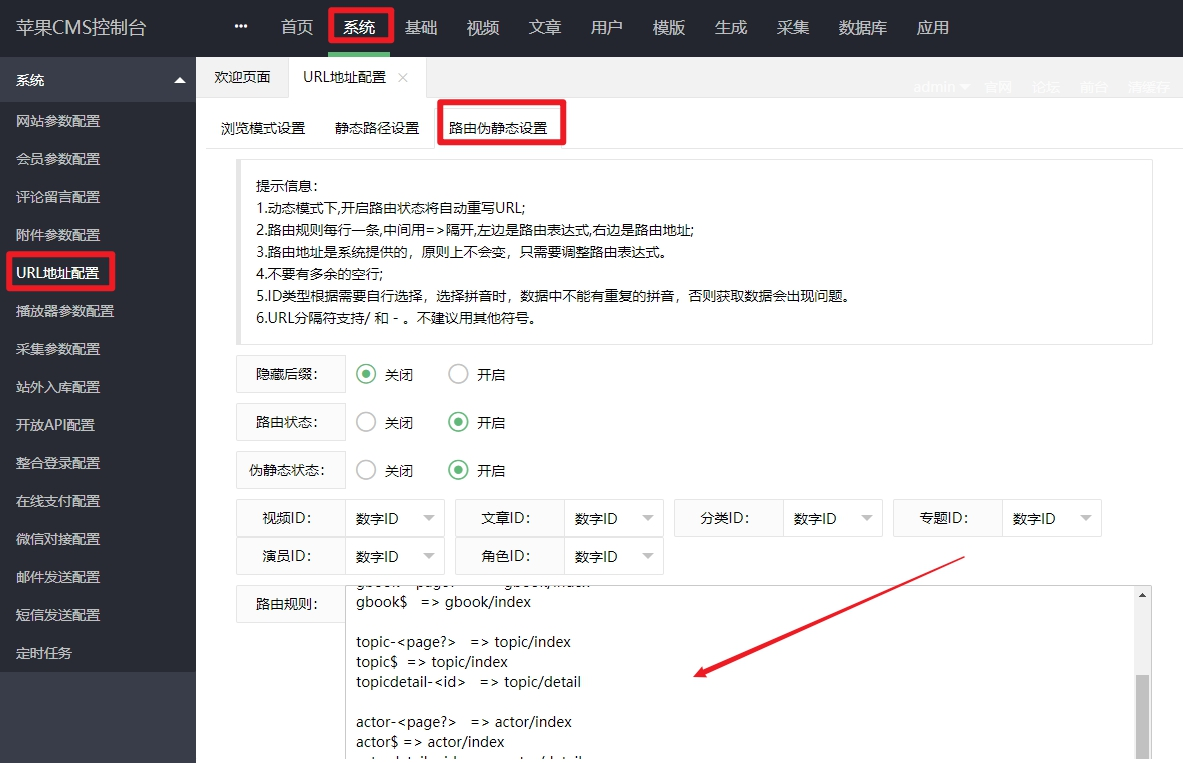 苹果CMS控制台
••• 首页 系统 基础 视频 文章 用户 模版 生成 采集 数据库 应用
系统
网站参数配置
会员参数配置
评论留言配置
附件参数配置
URL地址配置
播放器参数配置
采集参数配置
站外入库配置
开放API配置
整合登录配置
在线支付配置
微信对接配置
邮件发送配置
短信发送配置
定时任务
欢迎页面 URL地址配置 ×
admin 官网 论坛 前台 清缓存
浏览模式设置 静态路径设置 路由伪静态设置
提示信息：
1.动态模式下,开启路由状态将自动重写URL;
2.路由规则每行一条,中间用=>隔开,左边是路由表达式,右边是路由地址;
3.路由地址是系统提供的，原则上不会变，只需要调整路由表达式。
4.不要有多余的空行;
5.ID类型根据需要自行选择，选择拼音时，数据中不能有重复的拼音，否则获取数据会出现问题。
6.URL分隔符支持/ 和 - 。不建议用其他符号。
隐藏后缀： 关闭 开启
路由状态： 关闭 开启
伪静态状态： 关闭 开启
视频ID： 数字ID 文章ID： 数字ID 分类ID： 数字ID 专题ID： 数字ID
演员ID： 数字ID 角色ID： 数字ID
路由规则：
gbook$ => gbook/index
topic-<page?> => topic/index
topic$ => topic/index
topicdetail-<id> => topic/detail
actor-<page?> => actor/index
actor$ => actor/index